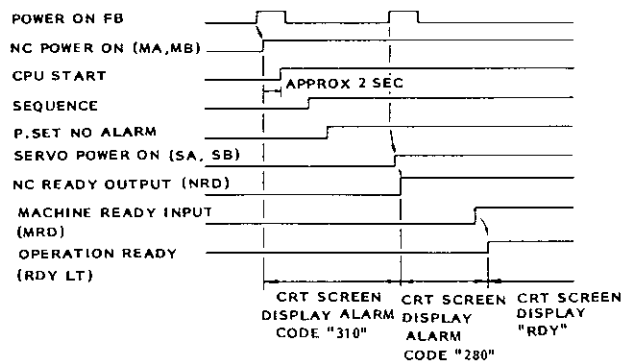 POWER ON FB
NC POWER ON (MA,MB)
CPU START
APPROX 2 SEC
SEQUENCE
P.SET NO ALARM
SERVO POWER ON (SA, SB)
NC READY OUTPUT (NRD)
MACHINE READY INPUT
(MRD)
OPERATION READY
(RDY LT)
CRT SCREEN
DISPLAY ALARM
CODE "310"
CRT SCREEN
DISPLAY
ALARM
CODE "280"
CRT SCREEN
DISPLAY
"RDY"